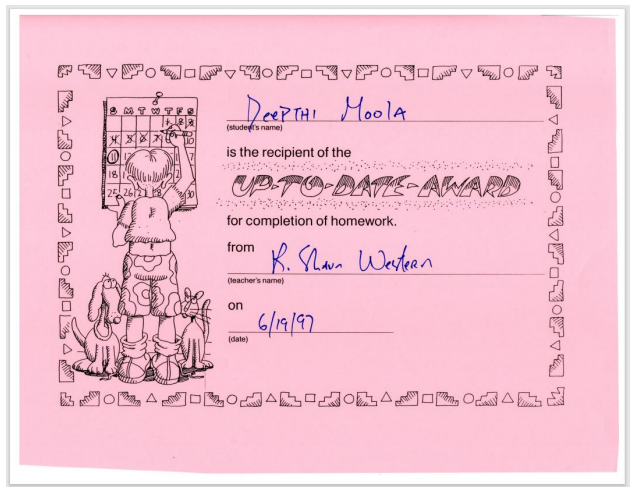 S M T W T F S
DeePTHI MoolA
(student's name)
is the recipient of the
UP-TO-DATE-AWARD
for completion of homework.
from K. Shaun Western
(teacher's name)
on
6/19/97
(date)